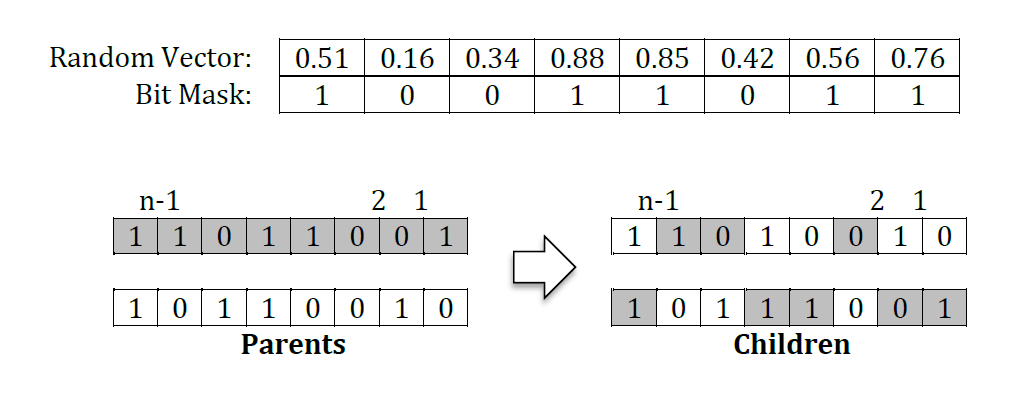 Random Vector: 0.51 0.16 0.34 0.88 0.85 0.42 0.56 0.76
Bit Mask: 1 0 0 1 1 0 1 1
n-1 2 1 n-1 2 1
1 1 0 1 1 0 0 1 1 1 0 1 0 0 1 0
1 0 1 1 0 0 1 0 1 0 1 1 1 0 0 1
Parents Children